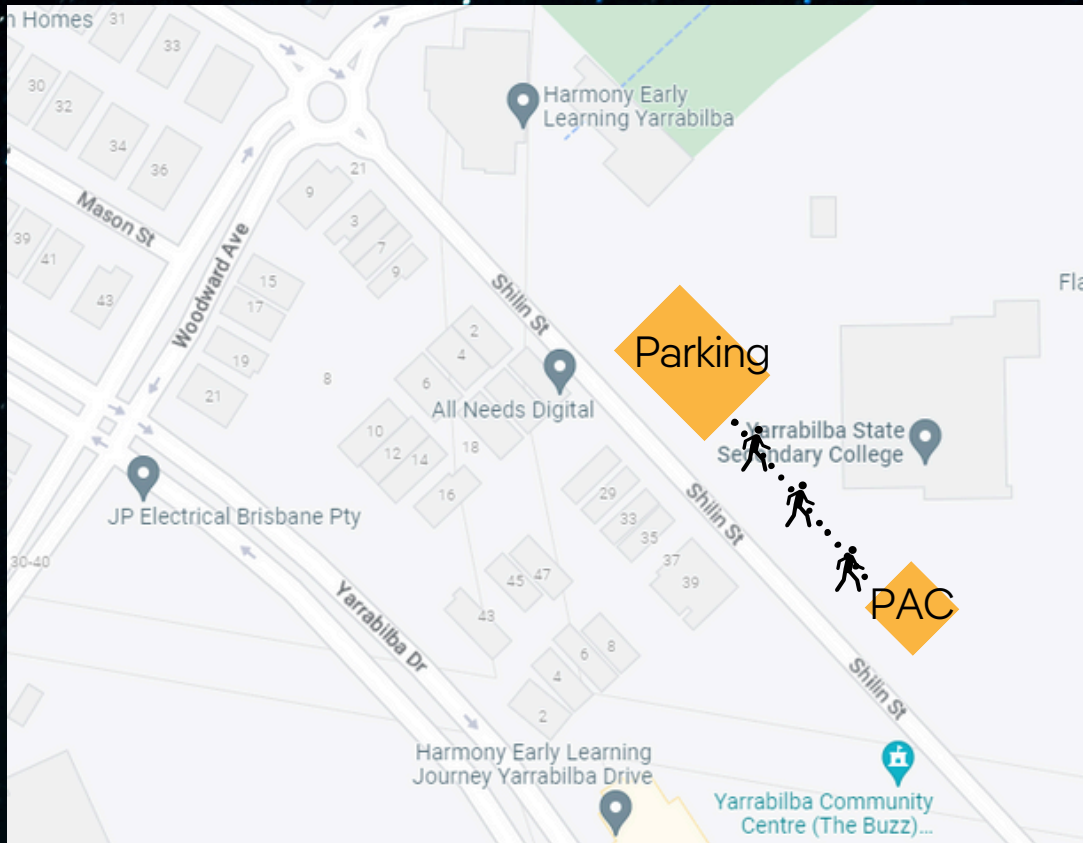 n Homes
31
33
30
32
34
36
Mason St
39
41
43
Woodward Ave
15
17
19
21
8
9
21
3
7
9
Harmony Early
Learning Yarrabilba
Shilin St
2
4
6
All Needs Digital
10
12
14
18
16
Parking
Fla
Yarrabilba State
Secondary College
JP Electrical Brisbane Pty
30-40
29
33
35
37
39
Shilin St
45
47
43
Yarrabilba Dr
PAC
8
6
4
2
Shilin St
Harmony Early Learning
Journey Yarrabilba Drive
Yarrabilba Community
Centre (The Buzz)...